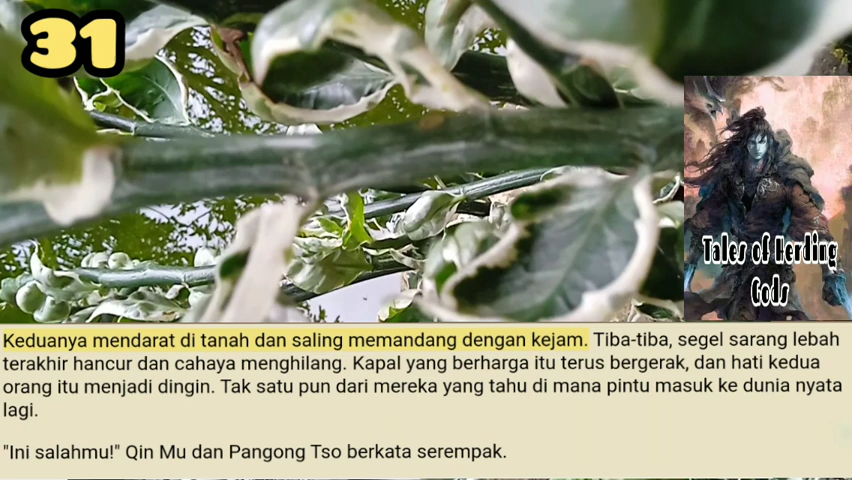 31
Tales of Herding
Gods
Keduanya mendarat di tanah dan saling memandang dengan kejam. Tiba-tiba, segel sarang lebah
terakhir hancur dan cahaya menghilang. Kapal yang berharga itu terus bergerak, dan hati kedua
orang itu menjadi dingin. Tak satu pun dari mereka yang tahu di mana pintu masuk ke dunia nyata
lagi.
"Ini salahmu!" Qin Mu dan Pangong Tso berkata serempak.